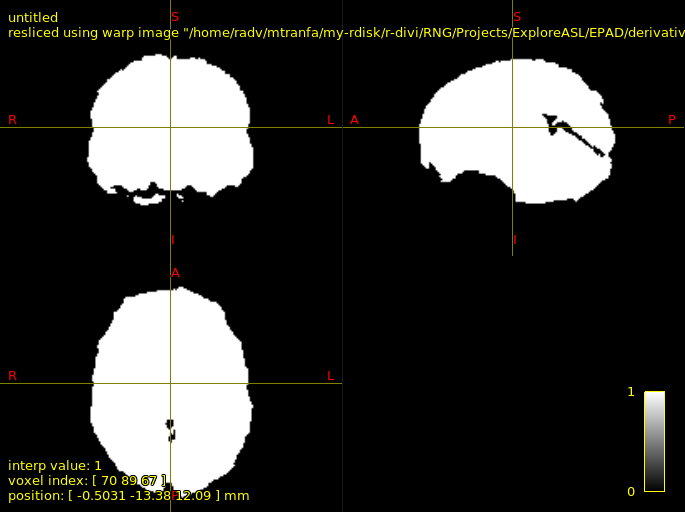 untitled
resliced using warp image "/home/radv/mtranfa/my-rdisk/r-divi/RNG/Projects/ExploreASL/EPAD/derivativ
S
S
R
L
A
P
I
I
A
R
L
1
interp value: 1
voxel index: [ 70 89 67 ]
0
position: [ -0.5031 -13.38 12.09 ] mm
P